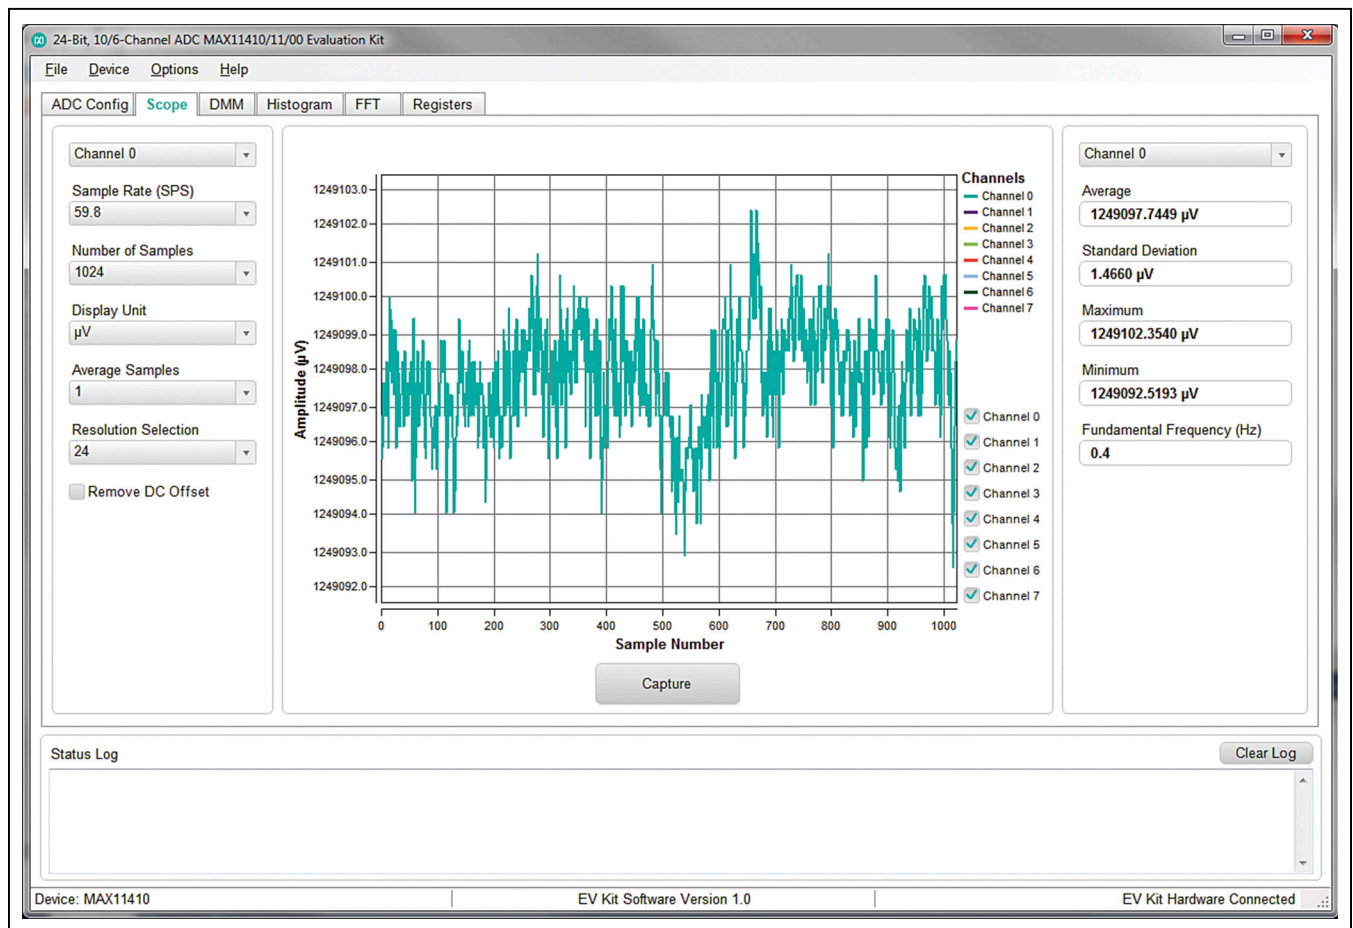 24-Bit, 10/6-Channel ADC MAX11410/11/00 Evaluation Kit
File Device Options Help
ADC Config Scope DMM Histogram FFT Registers
Channel 0
Sample Rate (SPS)
59.8
Number of Samples
1024
Display Unit
µV
Average Samples
1
Resolution Selection
24
Remove DC Offset
Amplitude (µV)
1249103.0
1249102.0
1249101.0
1249100.0
1249099.0
1249098.0
1249097.0
1249096.0
1249095.0
1249094.0
1249093.0
1249092.0
0 100 200 300 400 500 600 700 800 900 1000
Sample Number
Capture
Channels
Channel 0
Channel 1
Channel 2
Channel 3
Channel 4
Channel 5
Channel 6
Channel 7
Channel 0
Channel 1
Channel 2
Channel 3
Channel 4
Channel 5
Channel 6
Channel 7
Channel 0
Average
1249097.7449 µV
Standard Deviation
1.4660 µV
Maximum
1249102.3540 µV
Minimum
1249092.5193 µV
Fundamental Frequency (Hz)
0.4
Status Log
Clear Log
Device: MAX11410
EV Kit Software Version 1.0
EV Kit Hardware Connected